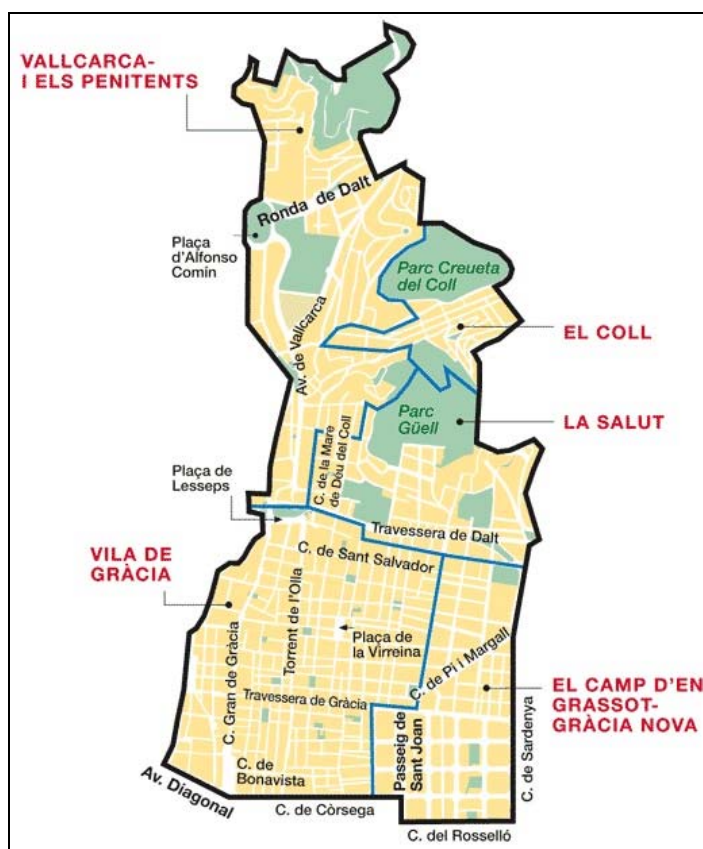 VALLCARCA-
I ELS PENITENTS
Ronda de Dalt
Plaça
d'Alfonso
Comín
Parc Creueta
del Coll
Av. de Vallcarca
EL COLL
Parc
Güell
LA SALUT
C. de la Mare
de Déu del Coll
Plaça de
Lesseps
Travessera de Dalt
C. de Sant Salvador
VILA DE
GRÀCIA
Torrent de l'Olla
Plaça de
la Virreina
C. Gran de Gràcia
C. de Pi i Margall
Travessera de Gràcia
EL CAMP D'EN
GRASSOT-
GRÀCIA NOVA
Passeig de
Sant Joan
C. de Sardenya
C. de
Bonavista
Av. Diagonal
C. de Còrsega
C. del Rosselló